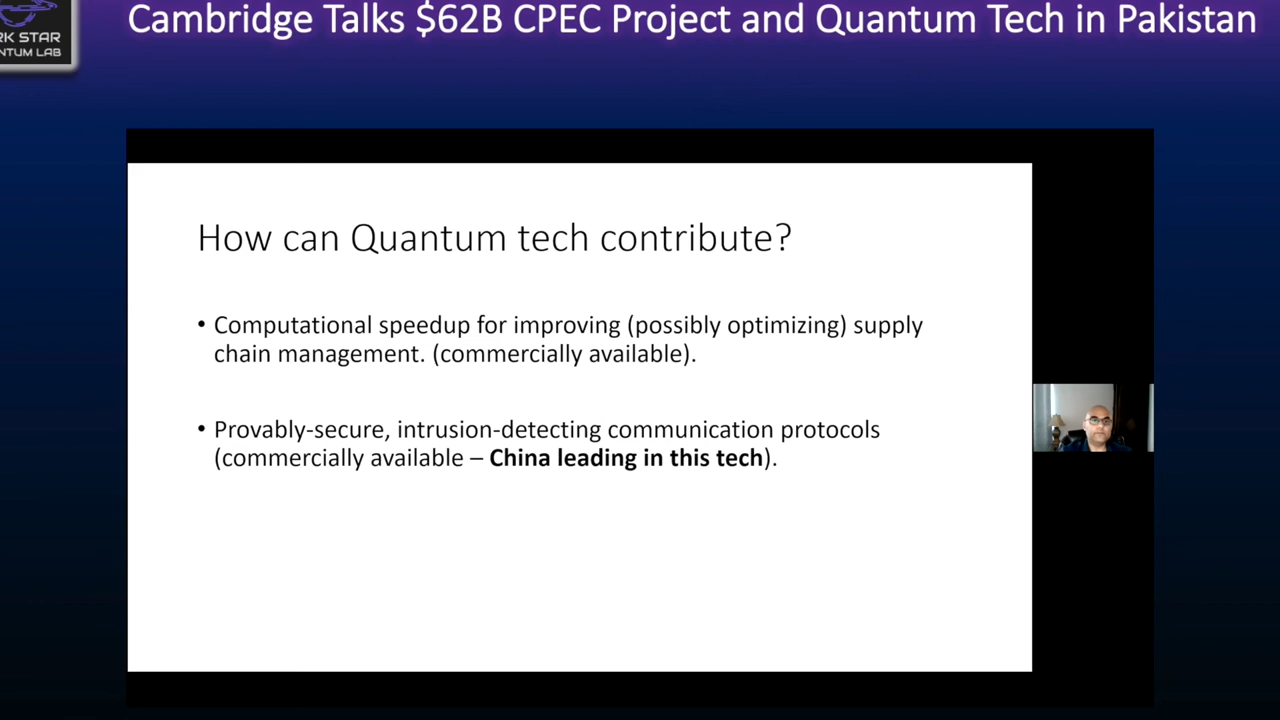 Cambridge Talks $62B CPEC Project and Quantum Tech in Pakistan
RK STAR
NTUM LAB
How can Quantum tech contribute?
• Computational speedup for improving (possibly optimizing) supply
chain management. (commercially available).
• Provably-secure, intrusion-detecting communication protocols
(commercially available – China leading in this tech).